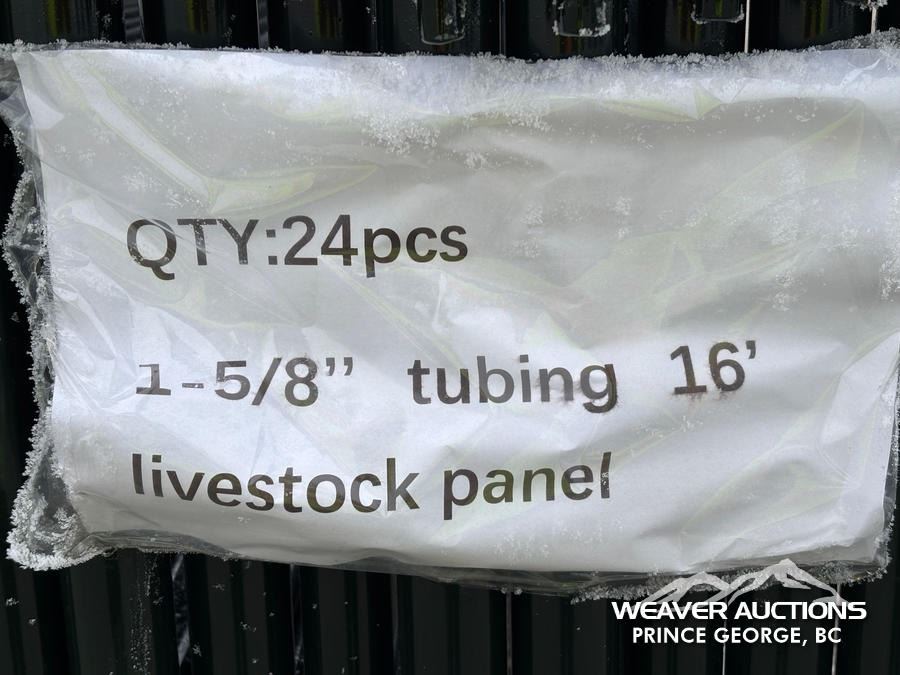 QTY:24pcs
1-5/8” tubing 16’
livestock panel
WEAVER AUCTIONS
PRINCE GEORGE, BC